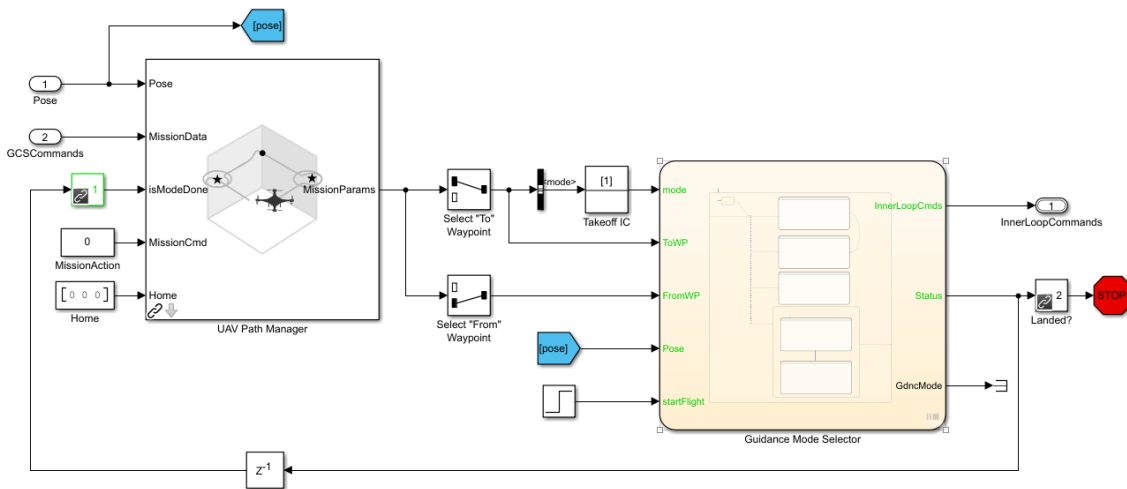 [pose]
1
Pose
2
GCSCommands
1
0
MissionAction
[ 0 0 0 ]
Home
Pose
MissionData
isModeDone
MissionCmd
Home
MissionParams
UAV Path Manager
Select "To"
Waypoint
Select "From"
Waypoint
<mode>
[1]
Takeoff IC
[pose]
mode
ToWP
FromWP
Pose
startFlight
InnerLoopCmds
Status
GdncMode
Guidance Mode Selector
1
InnerLoopCommands
2
Landed?
STOP
Z⁻¹